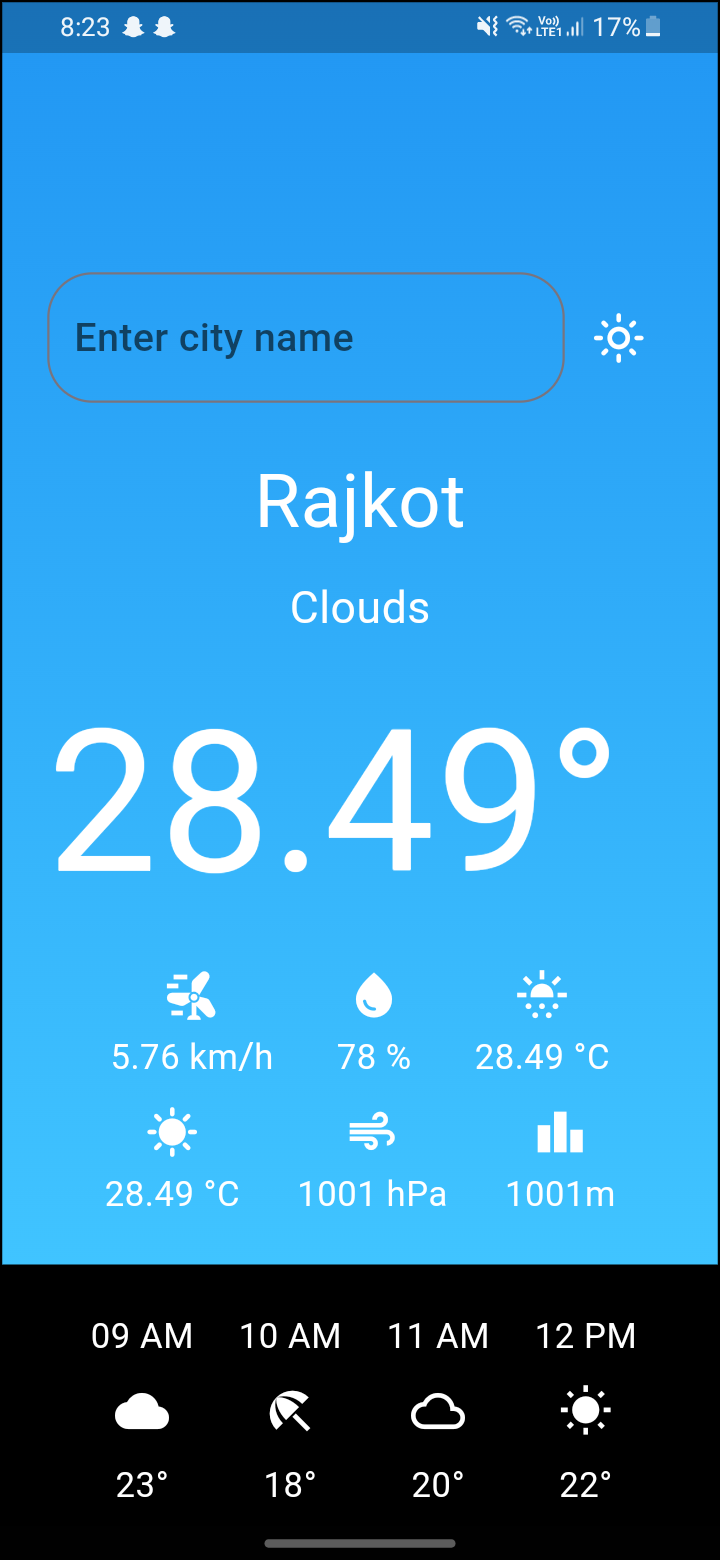 8:23 Vo)) LTE1 17%
Enter city name
Rajkot
Clouds
28.49°
5.76 km/h 78 % 28.49 °C
28.49 °C 1001 hPa 1001m
09 AM 10 AM 11 AM 12 PM
23° 18° 20° 22°